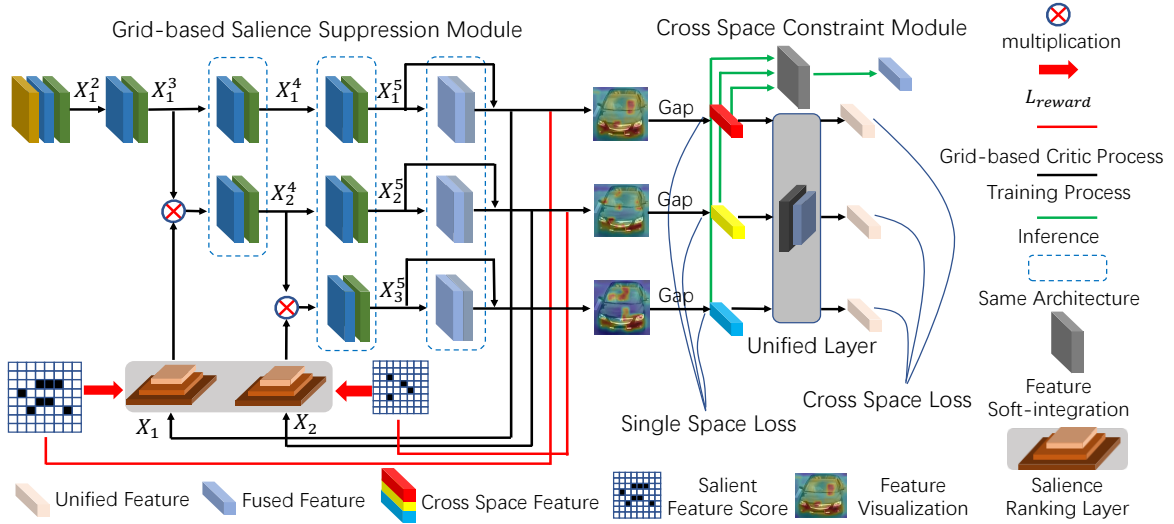 Grid-based Salience Suppression Module
Cross Space Constraint Module
multiplication
$L_{reward}$
Grid-based Critic Process
Training Process
Inference
Same Architecture
Feature
Soft-integration
Salience
Ranking Layer
$X_1^2$
$X_1^3$
$X_1^4$
$X_1^5$
Gap
$X_2^4$
$X_2^5$
Gap
$X_3^5$
Gap
Unified Layer
$X_1$
$X_2$
Single Space Loss
Cross Space Loss
Unified Feature
Fused Feature
Cross Space Feature
Salient
Feature Score
Feature
Visualization